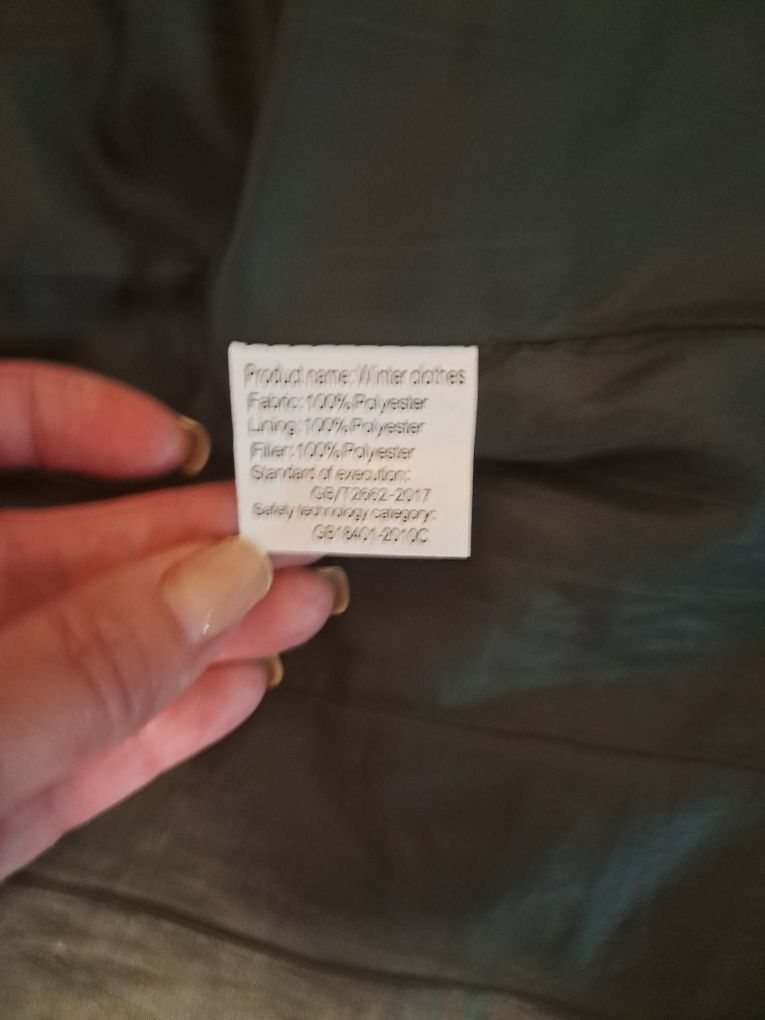 Product name: Winter clothes
Fabric:100%Polyester
Lining:100%Polyester
Filler:100%Polyester
Standart of execution:
GB/T2662-2017
Safety technology category:
GB18401-2010C